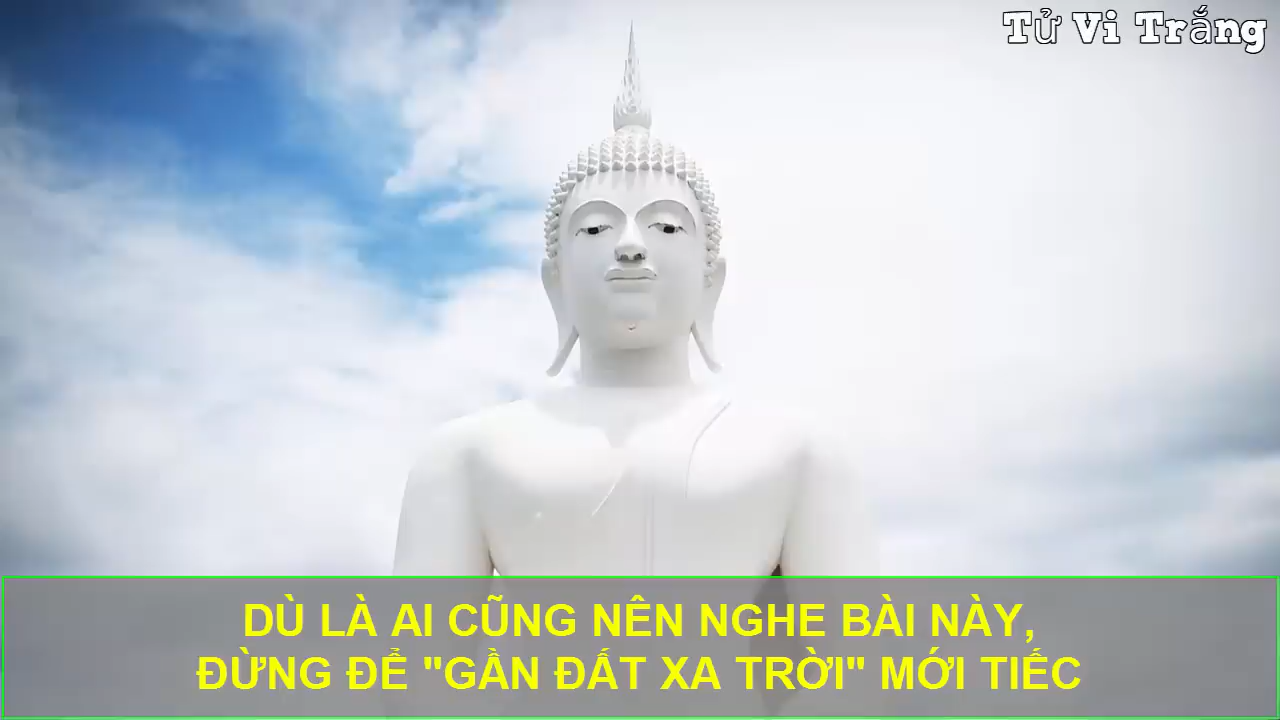 Tử Vi Trắng
DÙ LÀ AI CŨNG NÊN NGHE BÀI NÀY,
ĐỪNG ĐỂ "GẦN ĐẤT XA TRỜI" MỚI TIẾC